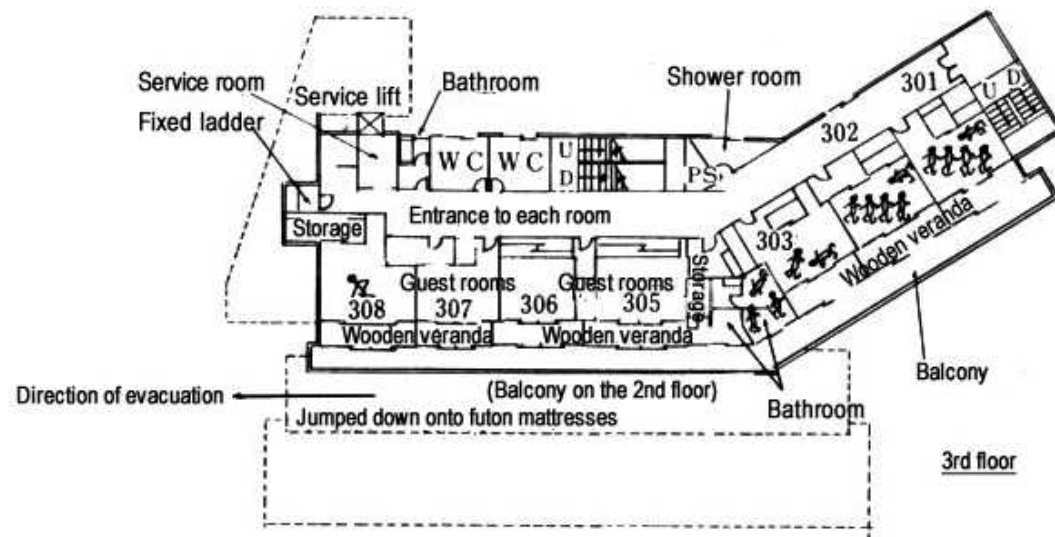 Service room
Bathroom
Shower room
Service lift
Fixed ladder
301
U D
302
W C
W C
U
D
PS
Entrance to each room
Storage
303
Wooden veranda
Storage
Guest rooms
Guest rooms
308
307
306
305
Wooden veranda
Wooden veranda
Balcony
Direction of evacuation
(Balcony on the 2nd floor)
Bathroom
Jumped down onto futon mattresses
3rd floor